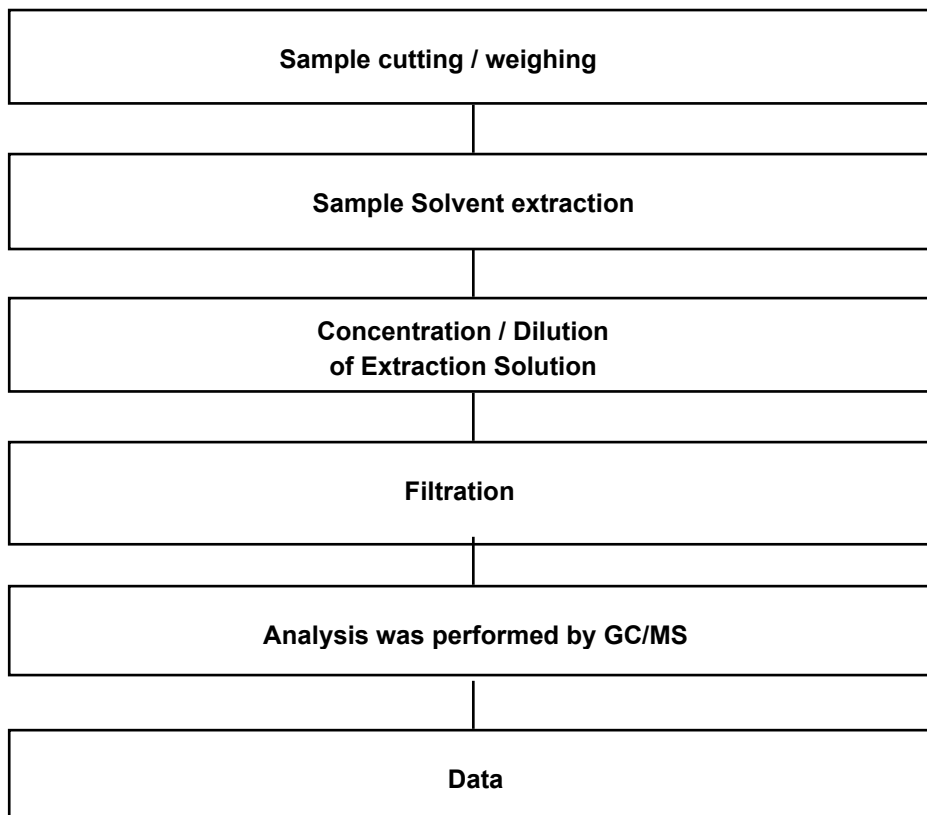 Sample cutting / weighing
Sample Solvent extraction
Concentration / Dilution
of Extraction Solution
Filtration
Analysis was performed by GC/MS
Data